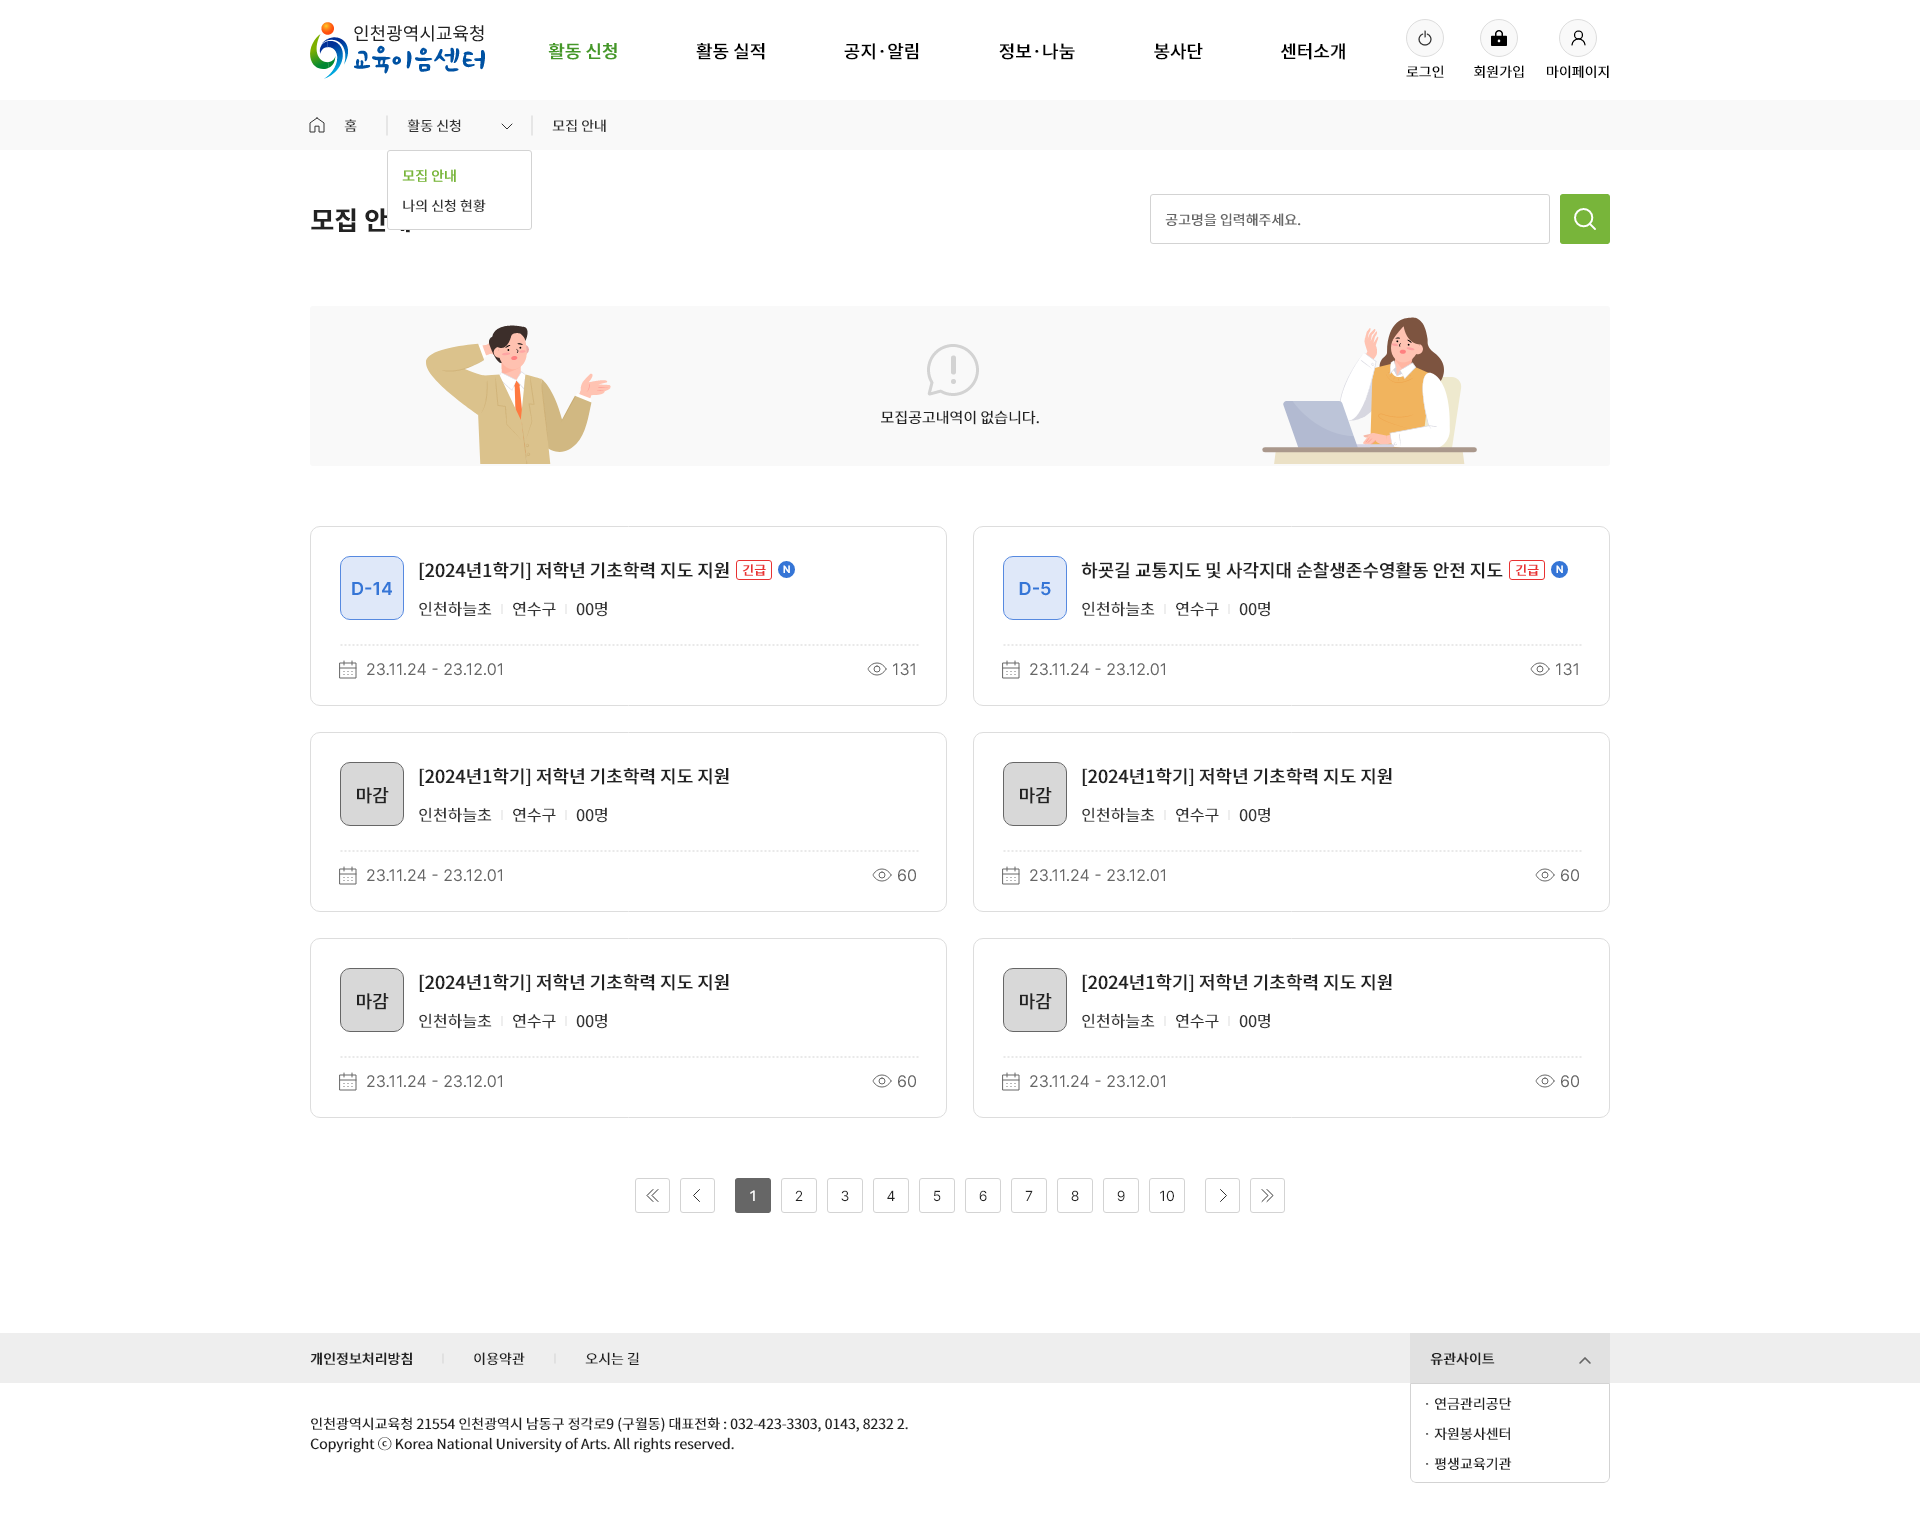 인천광역시교육청
교육이음센터
활동 신청
활동 실적
공지·알림
정보·나눔
봉사단
센터소개
로그인
회원가입
마이페이지
홈
활동 신청
모집 안내
모집 안내
나의 신청 현황
모집 안내
공고명을 입력해주세요.
모집공고내역이 없습니다.
D-14
[2024년1학기] 저학년 기초학력 지도 지원 긴급 N
인천하늘초 연수구 00명
23.11.24 - 23.12.01
131
D-5
하굣길 교통지도 및 사각지대 순찰생존수영활동 안전 지도 긴급 N
인천하늘초 연수구 00명
23.11.24 - 23.12.01
131
마감
[2024년1학기] 저학년 기초학력 지도 지원
인천하늘초 연수구 00명
23.11.24 - 23.12.01
60
마감
[2024년1학기] 저학년 기초학력 지도 지원
인천하늘초 연수구 00명
23.11.24 - 23.12.01
60
마감
[2024년1학기] 저학년 기초학력 지도 지원
인천하늘초 연수구 00명
23.11.24 - 23.12.01
60
마감
[2024년1학기] 저학년 기초학력 지도 지원
인천하늘초 연수구 00명
23.11.24 - 23.12.01
60
1 2 3 4 5 6 7 8 9 10
개인정보처리방침
이용약관
오시는 길
유관사이트
· 연금관리공단
· 자원봉사센터
· 평생교육기관
인천광역시교육청 21554 인천광역시 남동구 정각로9 (구월동) 대표전화 : 032-423-3303, 0143, 8232 2.
Copyright ⓒ Korea National University of Arts. All rights reserved.